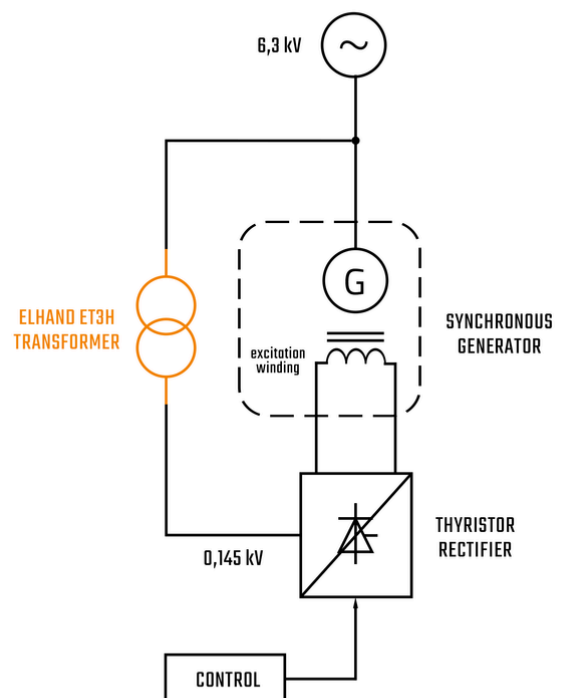 6,3 kV
G
ELHAND ET3H
TRANSFORMER
SYNCHRONOUS
GENERATOR
excitation
winding
THYRISTOR
RECTIFIER
0,145 kV
CONTROL